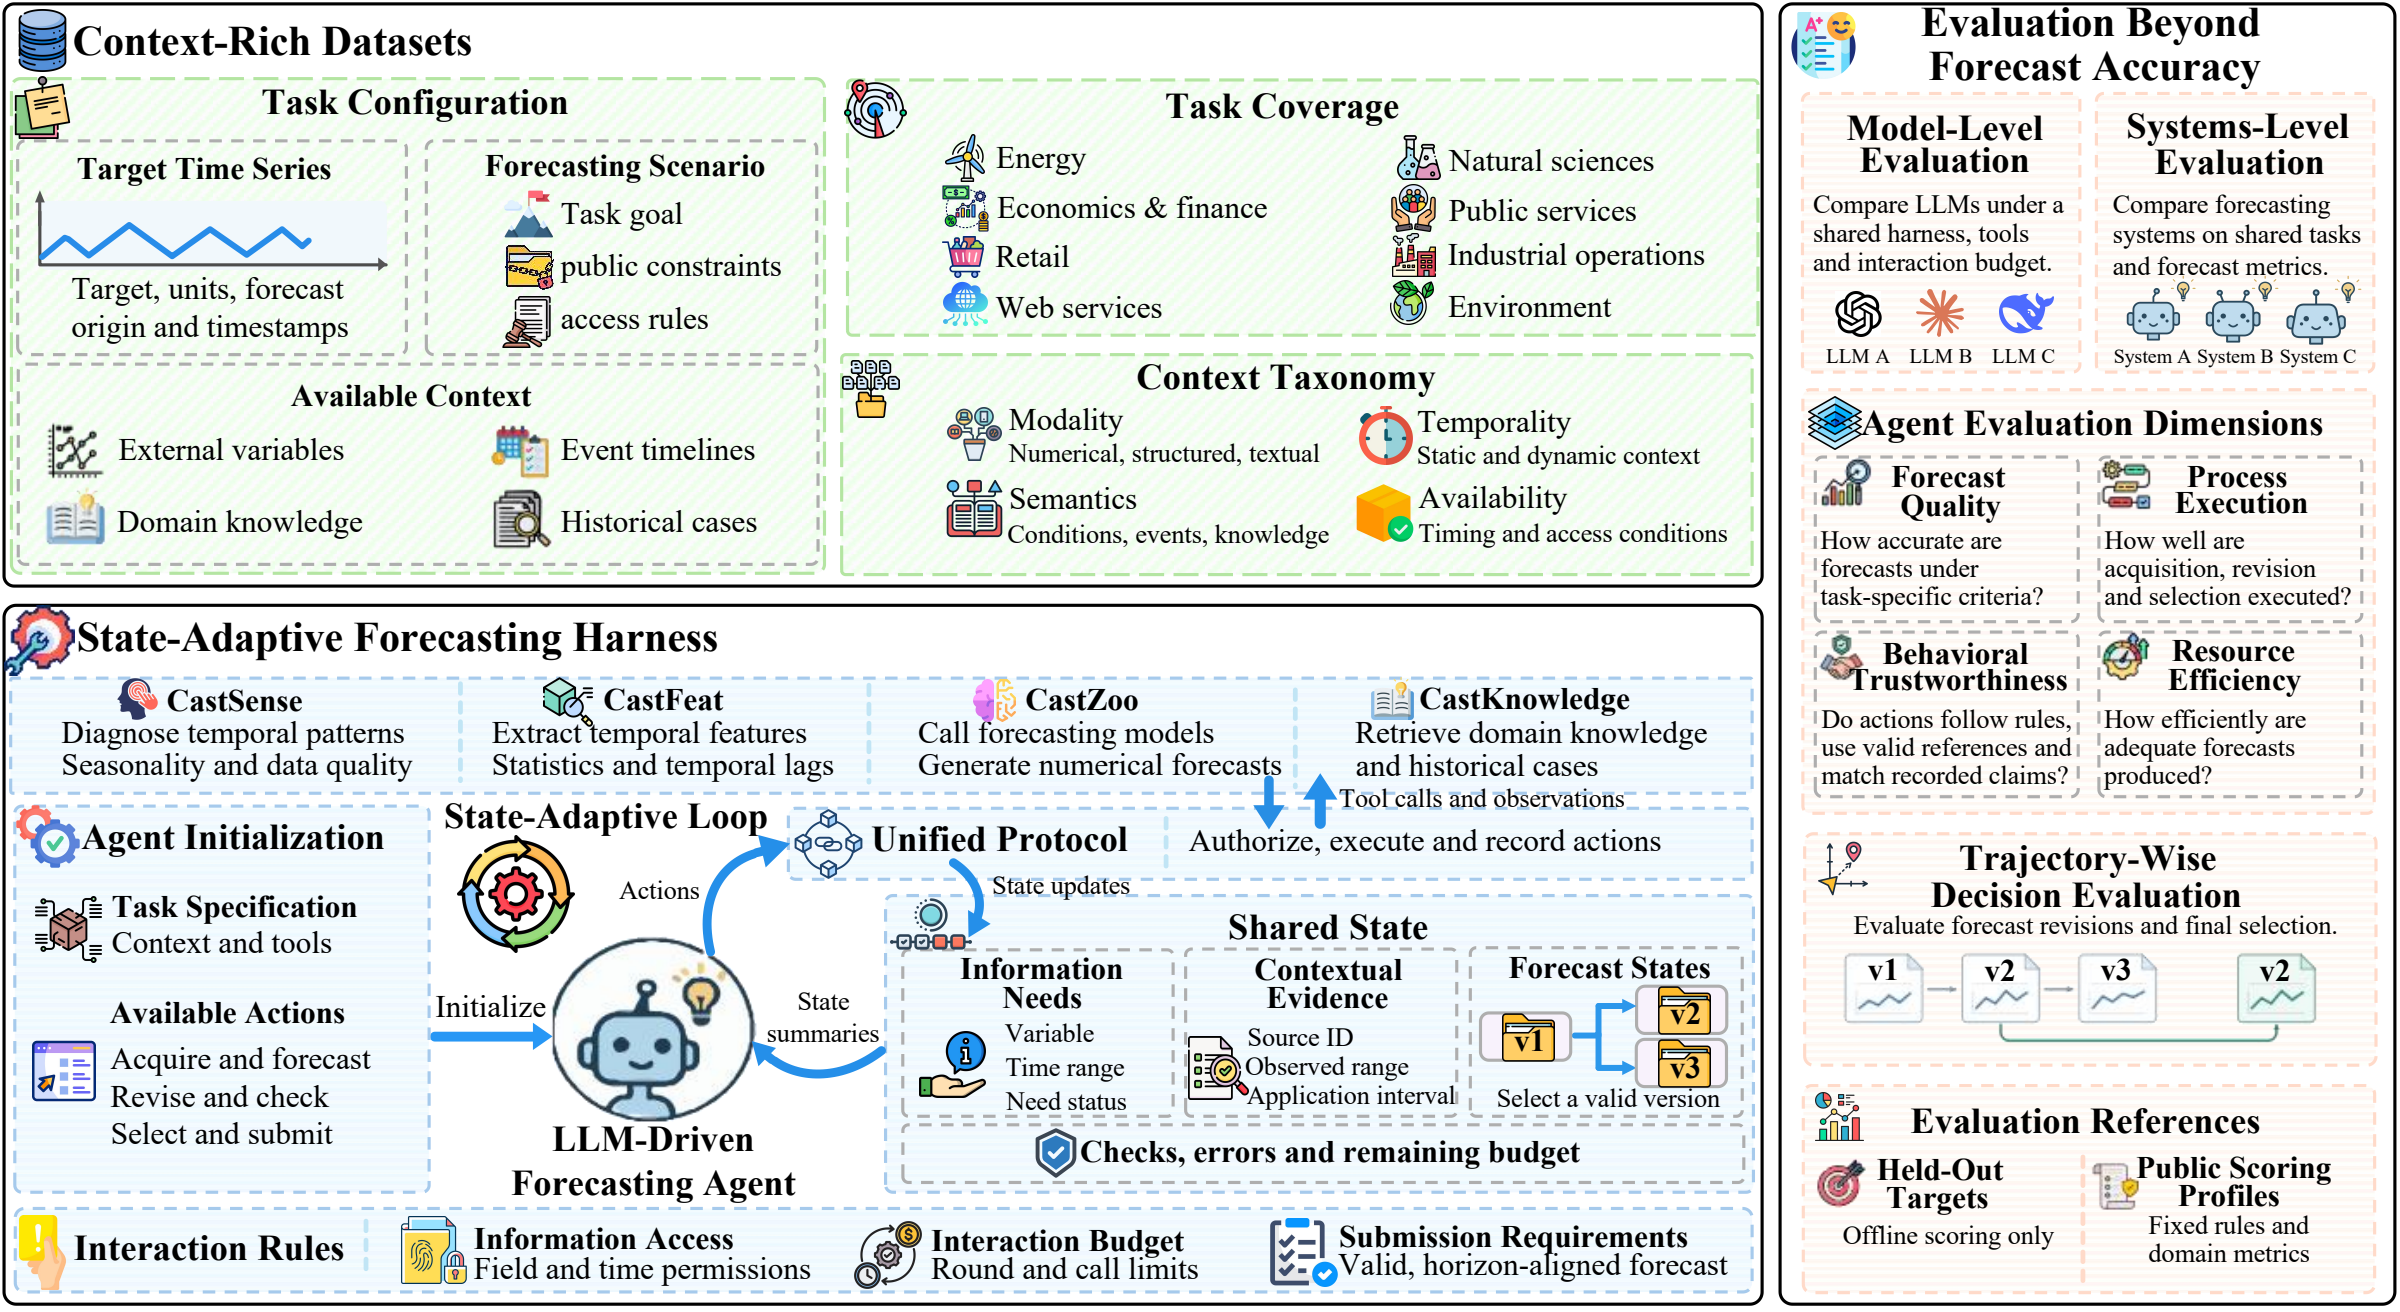 Context-Rich Datasets
Task Configuration
Target Time Series
Target, units, forecast
origin and timestamps
Forecasting Scenario
Task goal
public constraints
access rules
Available Context
External variables
Event timelines
Domain knowledge
Historical cases
Task Coverage
Energy
Natural sciences
Economics & finance
Public services
Retail
Industrial operations
Web services
Environment
Context Taxonomy
Modality
Numerical, structured, textual
Temporality
Static and dynamic context
Semantics
Conditions, events, knowledge
Availability
Timing and access conditions
State-Adaptive Forecasting Harness
CastSense
Diagnose temporal patterns
Seasonality and data quality
CastFeat
Extract temporal features
Statistics and temporal lags
CastZoo
Call forecasting models
Generate numerical forecasts
CastKnowledge
Retrieve domain knowledge
and historical cases
Tool calls and observations
Agent Initialization
Task Specification
Context and tools
Available Actions
Acquire and forecast
Revise and check
Select and submit
State-Adaptive Loop
Actions
Initialize
State
summaries
LLM-Driven
Forecasting Agent
Unified Protocol
Authorize, execute and record actions
State updates
Shared State
Information
Needs
Variable
Time range
Need status
Contextual
Evidence
Source ID
Observed range
Application interval
Forecast States
v1
v2
v3
Select a valid version
Checks, errors and remaining budget
Interaction Rules
Information Access
Field and time permissions
Interaction Budget
Round and call limits
Submission Requirements
Valid, horizon-aligned forecast
A+
Evaluation Beyond
Forecast Accuracy
Model-Level
Evaluation
Compare LLMs under a
shared harness, tools
and interaction budget.
LLM A
LLM B
LLM C
Systems-Level
Evaluation
Compare forecasting
systems on shared tasks
and forecast metrics.
System A
System B
System C
Agent Evaluation Dimensions
Forecast
Quality
How accurate are
forecasts under
task-specific criteria?
Process
Execution
How well are
acquisition, revision
and selection executed?
Behavioral
Trustworthiness
Do actions follow rules,
use valid references and
match recorded claims?
Resource
Efficiency
How efficiently are
adequate forecasts
produced?
Trajectory-Wise
Decision Evaluation
Evaluate forecast revisions and final selection.
v1
v2
v3
v2
Evaluation References
Held-Out
Targets
Offline scoring only
Public Scoring
Profiles
Fixed rules and
domain metrics